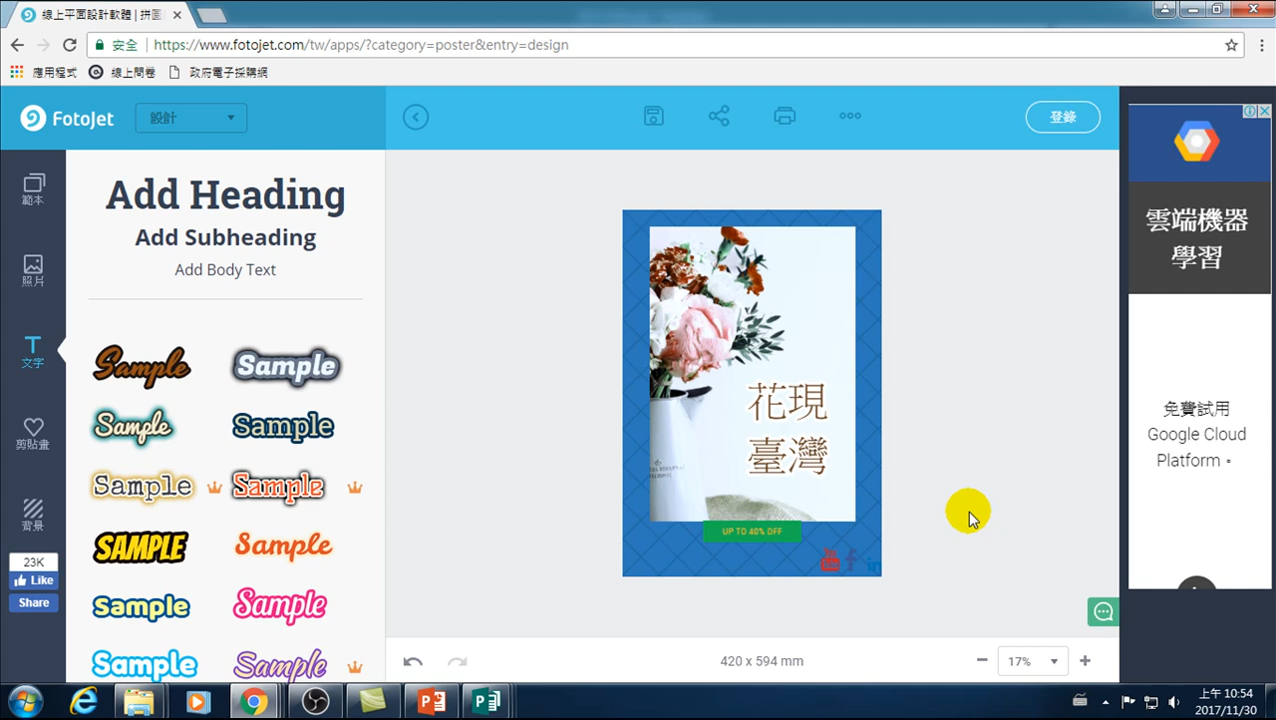 線上平面設計軟體 | 拼圖
安全 https://www.fotojet.com/tw/apps/?category=poster&entry=design
應用程式 線上問卷 政府電子採購網
FotoJet 設計 登錄
Add Heading
Add Subheading
Add Body Text
範本
照片
文字
剪貼畫
背景
23K
Like
Share
Sample Sample
Sample Sample
Sample Sample
SAMPLE Sample
Sample Sample
Sample Sample
花現
臺灣
UP TO 40% OFF
You
420 x 594 mm
17%
雲端機器
學習
免費試用
Google Cloud
Platform。
上午 10:54
2017/11/30